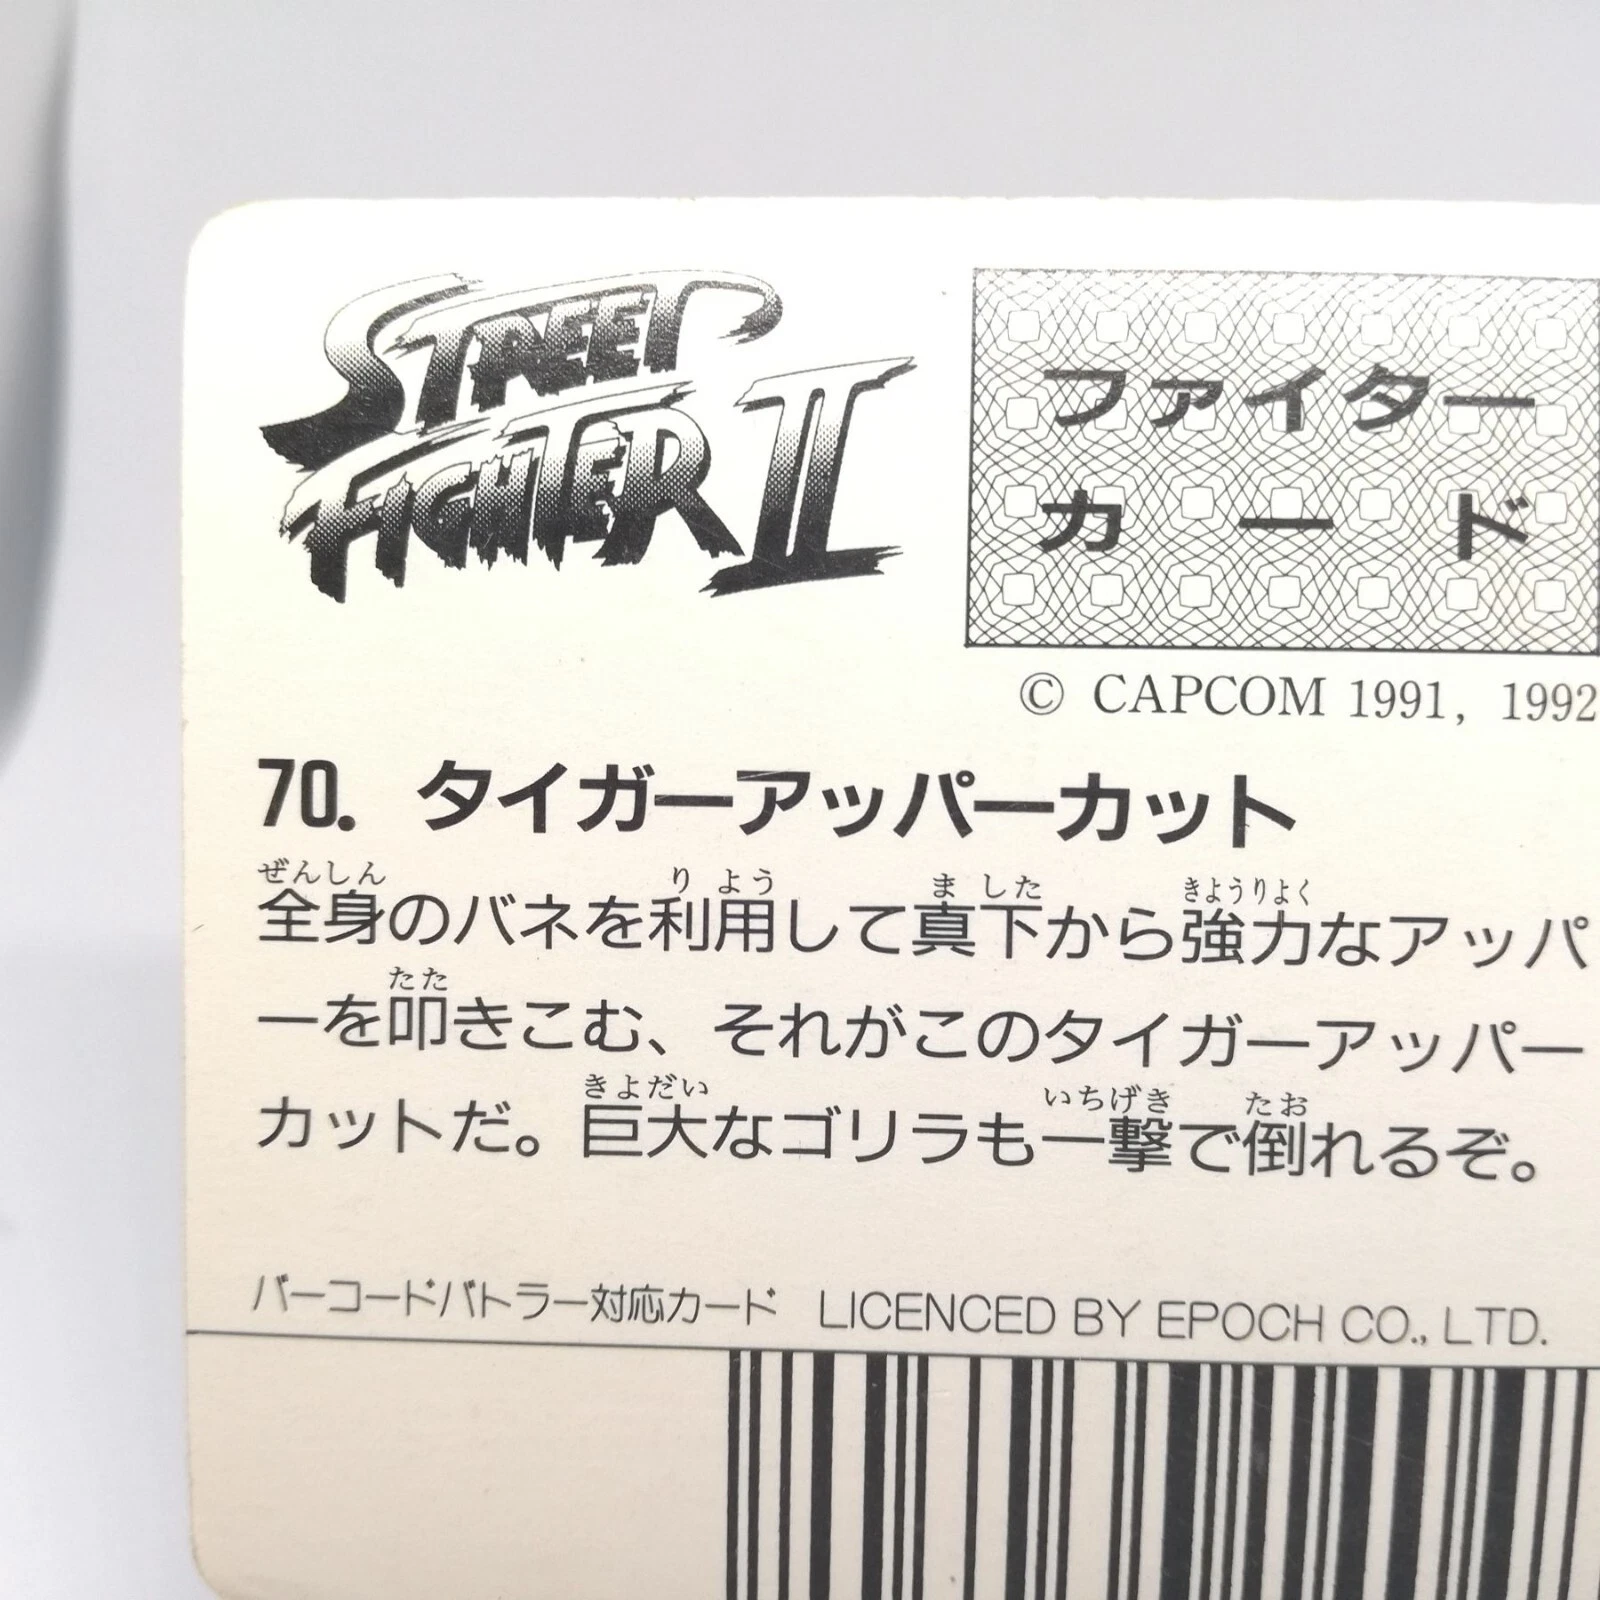 STREET
FIGHTER II
ファイター
カード
© CAPCOM 1991, 1992
70. タイガーアッパーカット
ぜんしん り よう ま した きようりよく
全身のバネを利用して真下から強力なアッパ
たた
ーを叩きこむ、それがこのタイガーアッパー
きよだい いちげき たお
カットだ。巨大なゴリラも一撃で倒れるぞ。
バーコードバトラー対応カード LICENCED BY EPOCH CO., LTD.